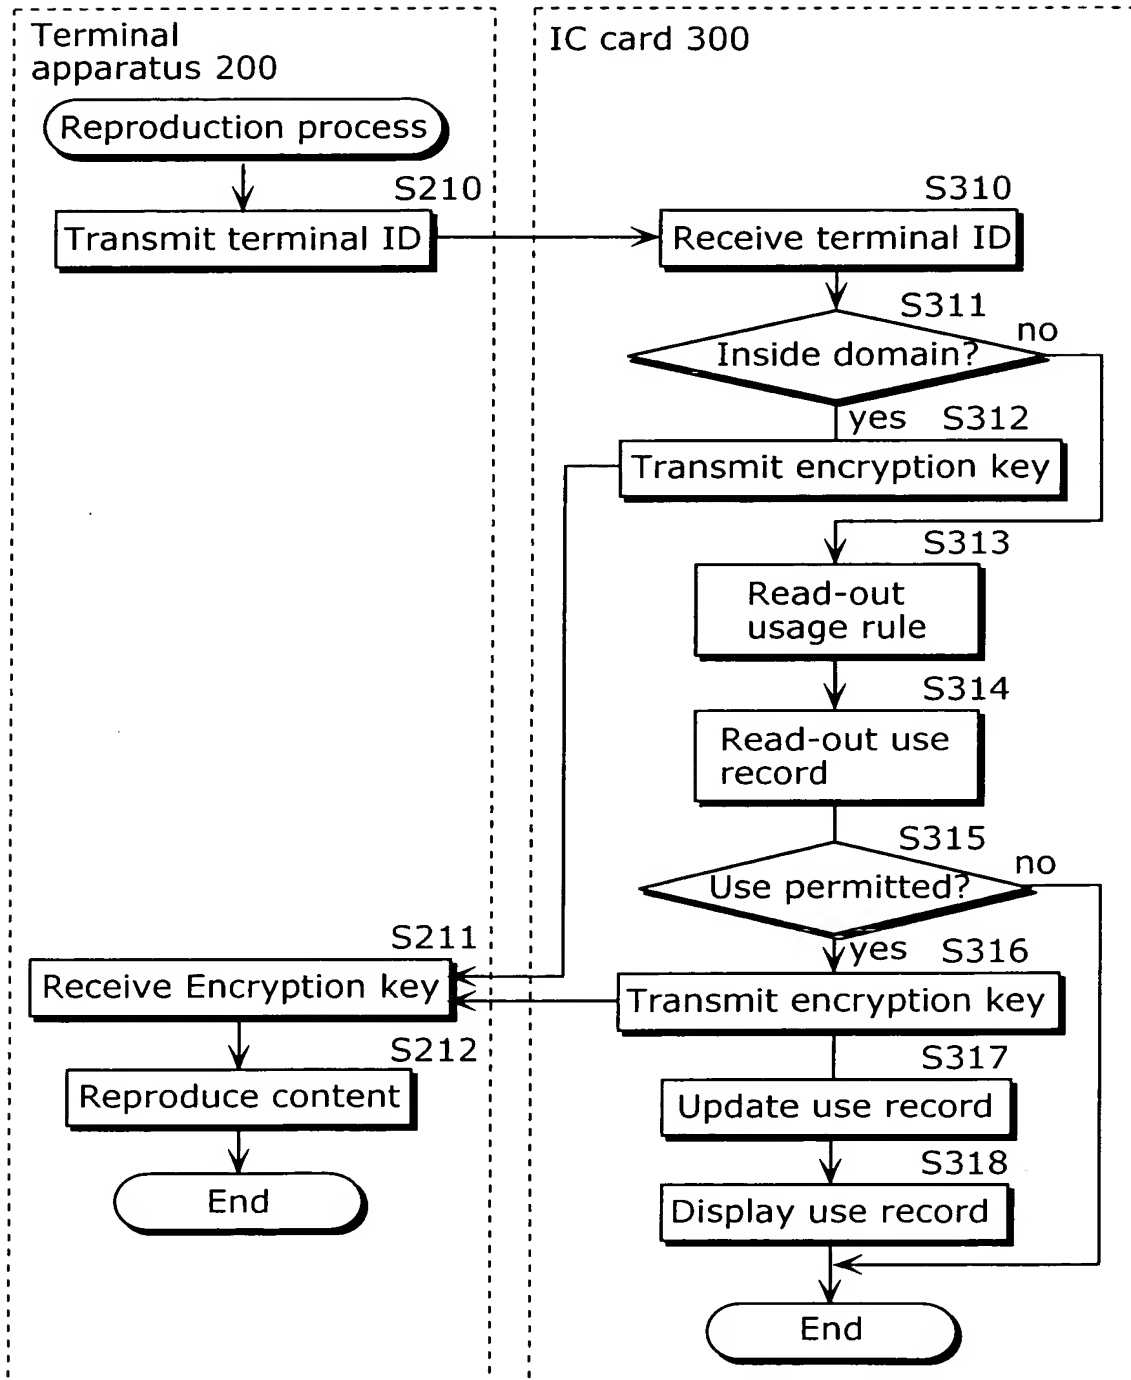 Terminal
apparatus 200
IC card 300
Reproduction process
S210
Transmit terminal ID
S310
Receive terminal ID
S311
Inside domain?
no
yes
S312
Transmit encryption key
S313
Read-out
usage rule
S314
Read-out use
record
S315
Use permitted?
no
yes
S316
Transmit encryption key
S211
Receive Encryption key
S212
Reproduce content
End
S317
Update use record
S318
Display use record
End